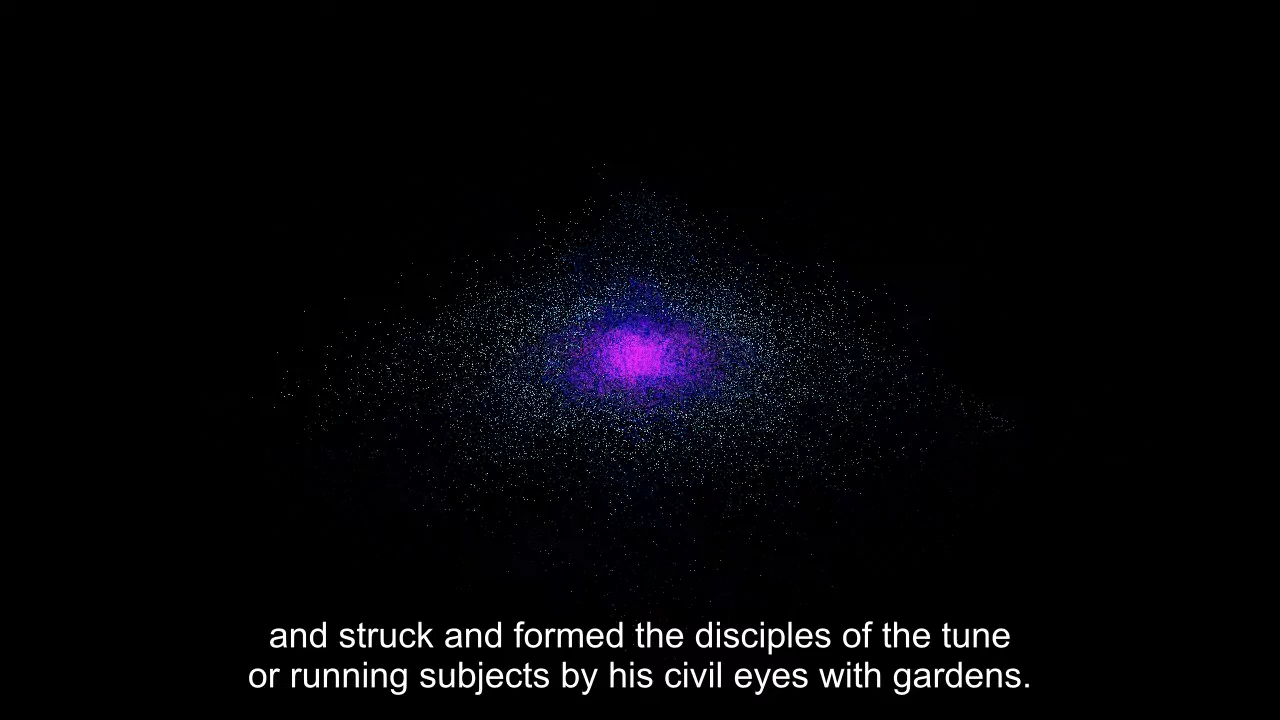 and struck and formed the disciples of the tune
or running subjects by his civil eyes with gardens.